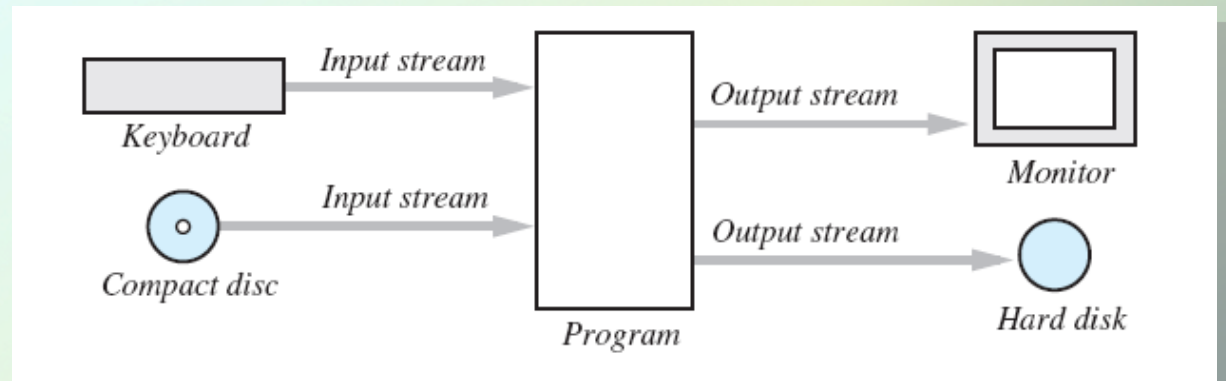 Input stream
Keyboard
Input stream
Compact disc
Program
Output stream
Monitor
Output stream
Hard disk